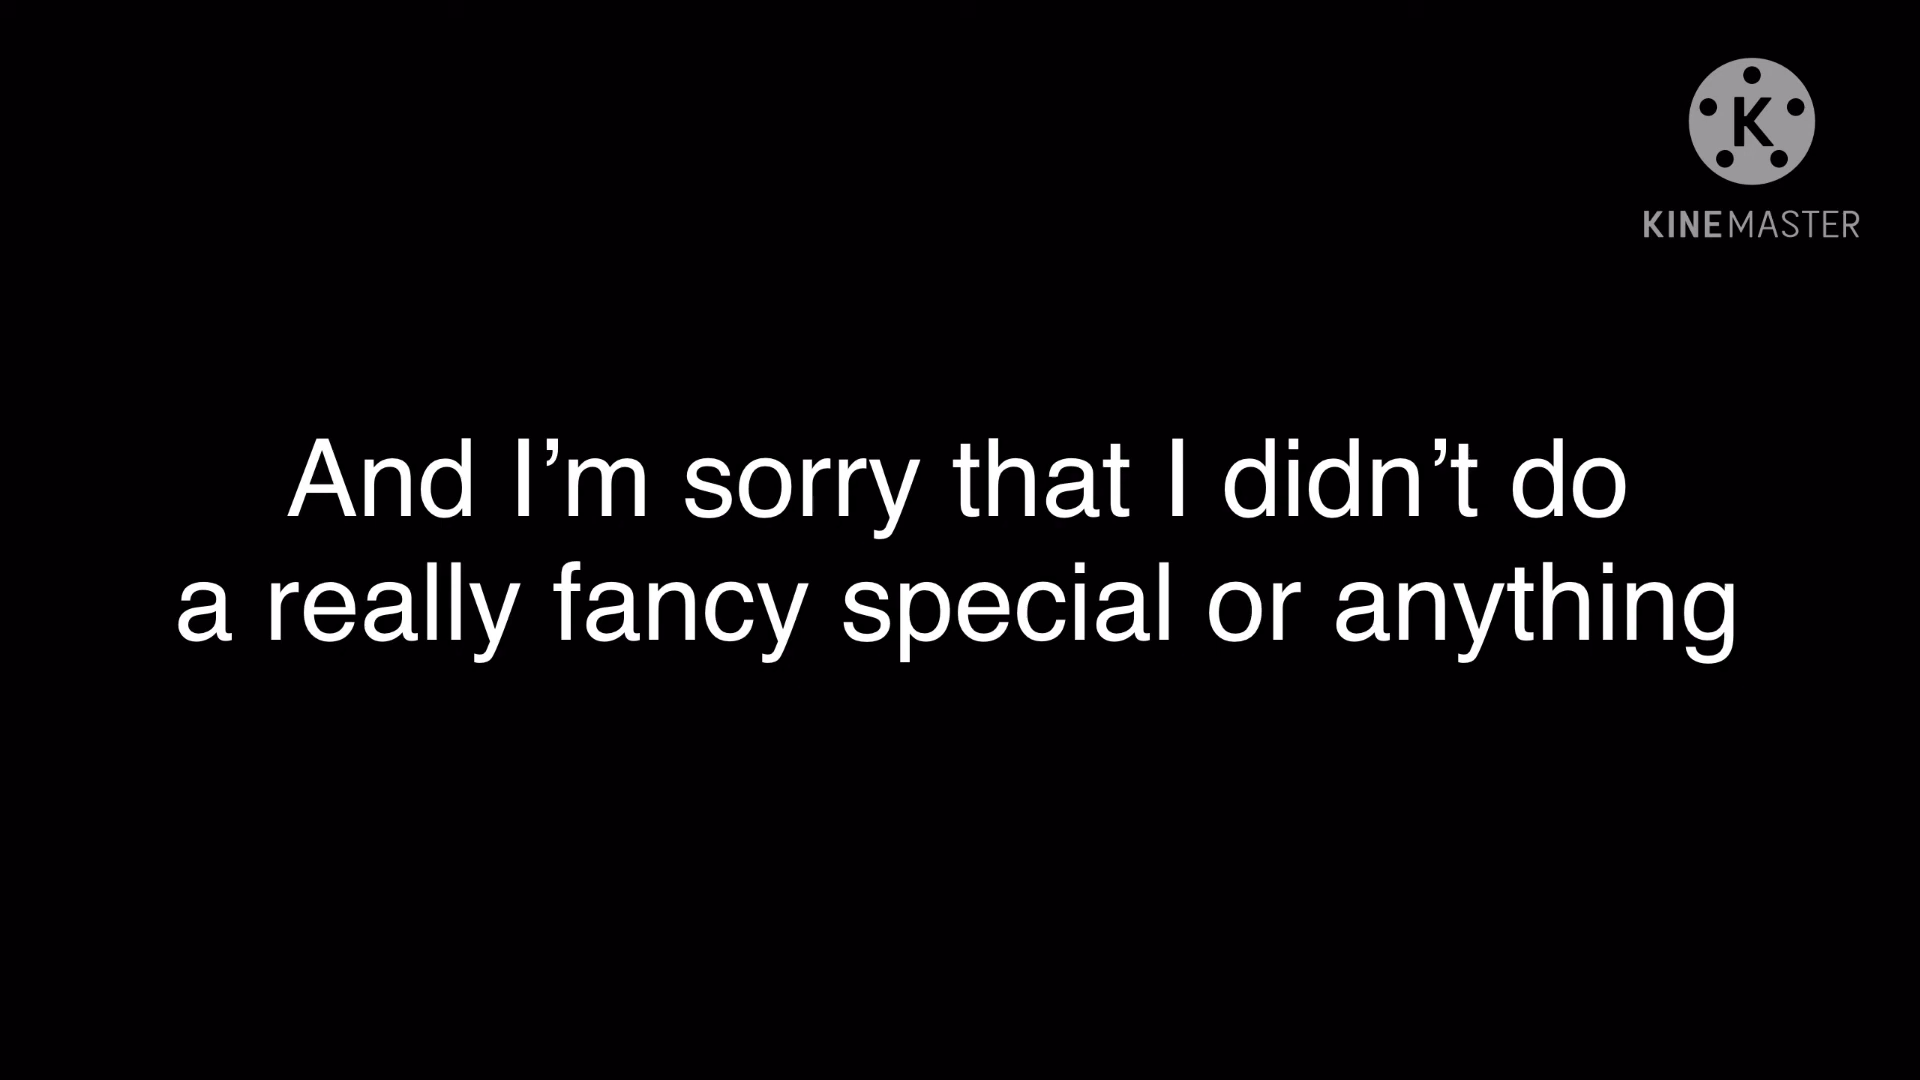 K
KINEMASTER
And I’m sorry that I didn’t do
a really fancy special or anything